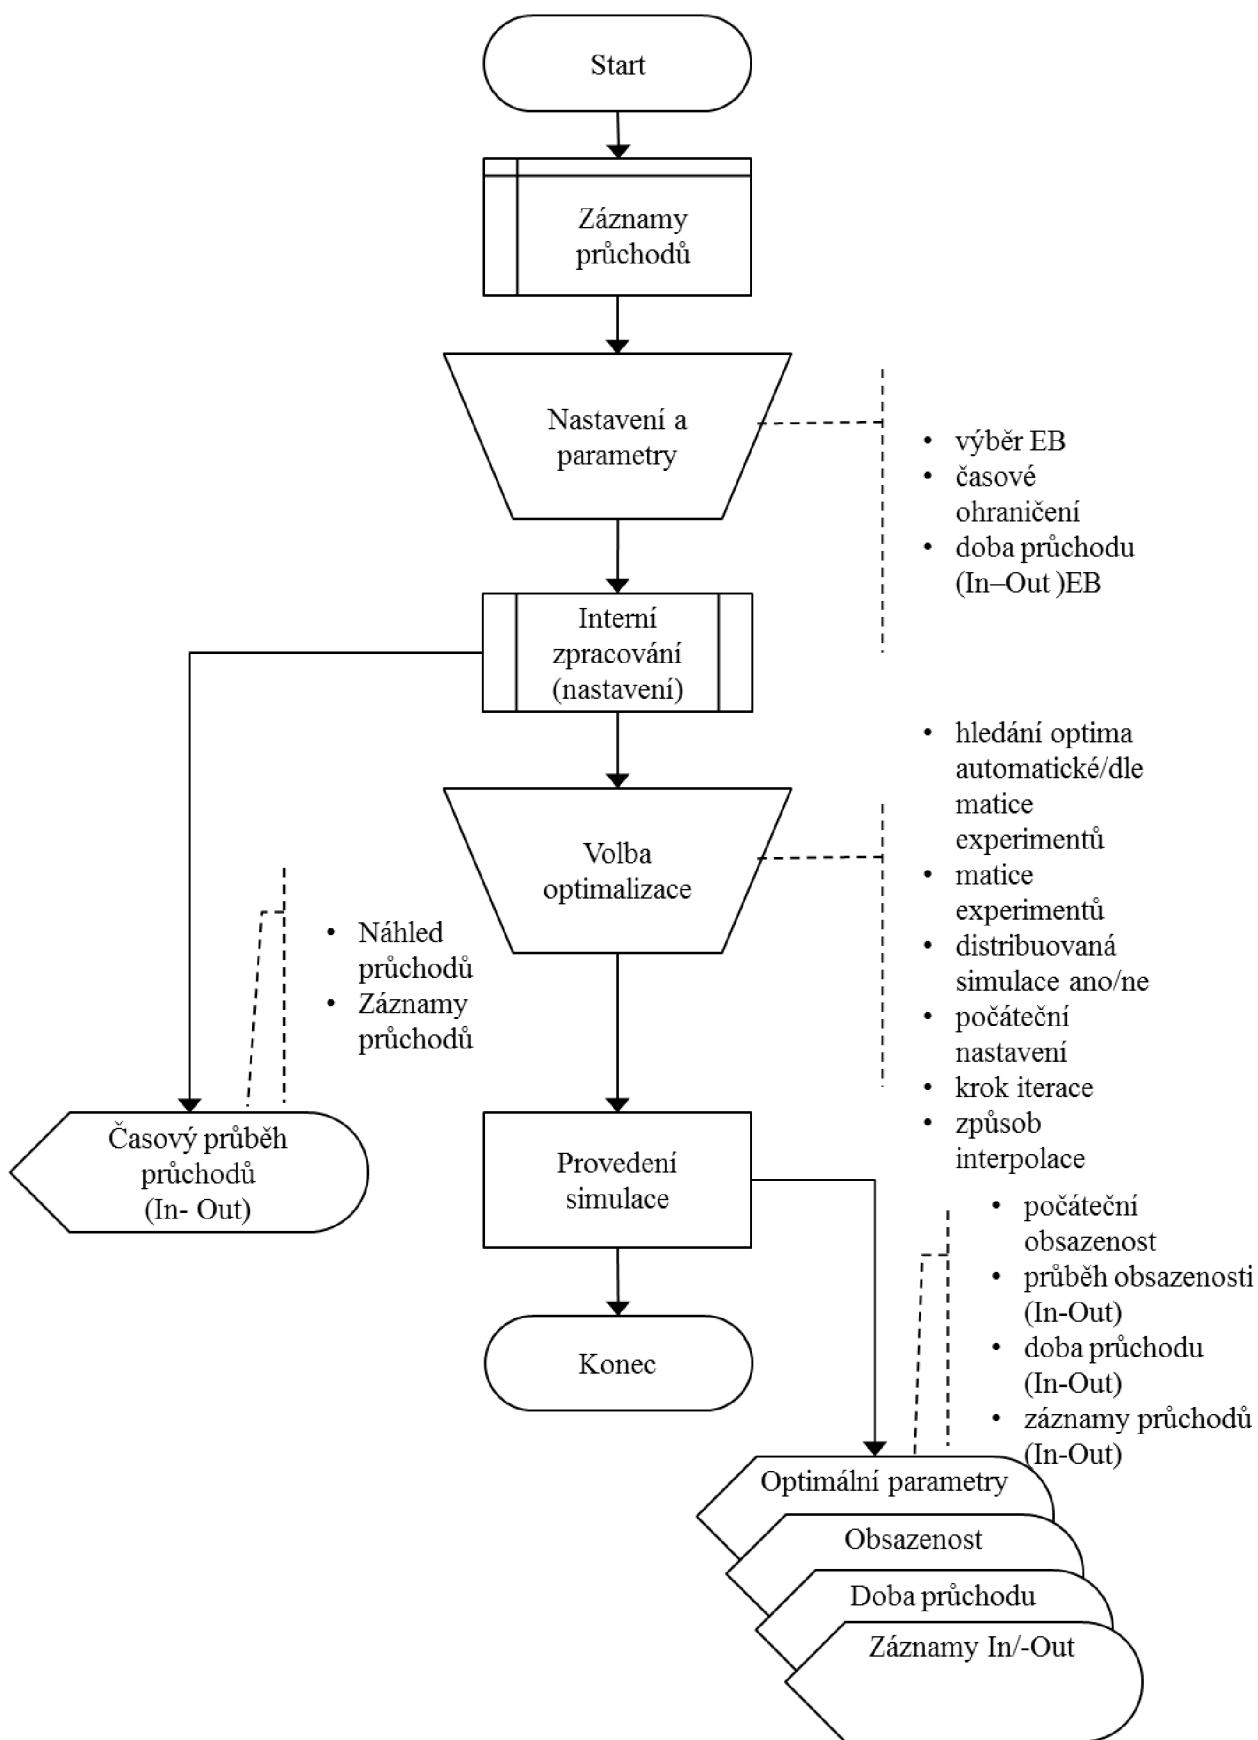 Start
Záznamy
průchodů
Nastavení a
parametry
• výběr EB
• časové
ohraničení
• doba průchodu
(In–Out )EB
Interní
zpracování
(nastavení)
• hledání optima
automatické/dle
matice
experimentů
• matice
experimentů
• distribuovaná
simulace ano/ne
• počáteční
nastavení
• krok iterace
• způsob
interpolace
Volba
optimalizace
• Náhled
průchodů
• Záznamy
průchodů
Časový průběh
průchodů
(In- Out)
Provedení
simulace
• počáteční
obsazenost
• průběh obsazenosti
(In-Out)
• doba průchodu
(In-Out)
• záznamy průchodů
(In-Out)
Konec
Optimální parametry
Obsazenost
Doba průchodu
Záznamy In/-Out